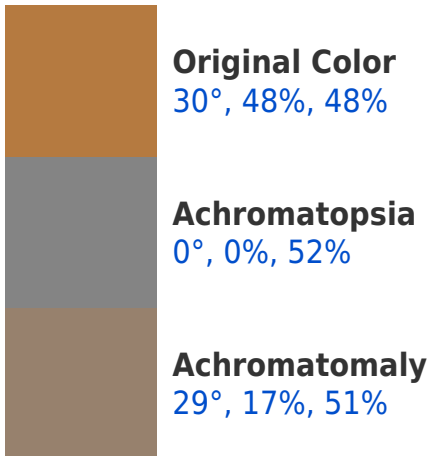 Original Color
30°, 48%, 48%
Achromatopsia
0°, 0%, 52%
Achromatomaly
29°, 17%, 51%